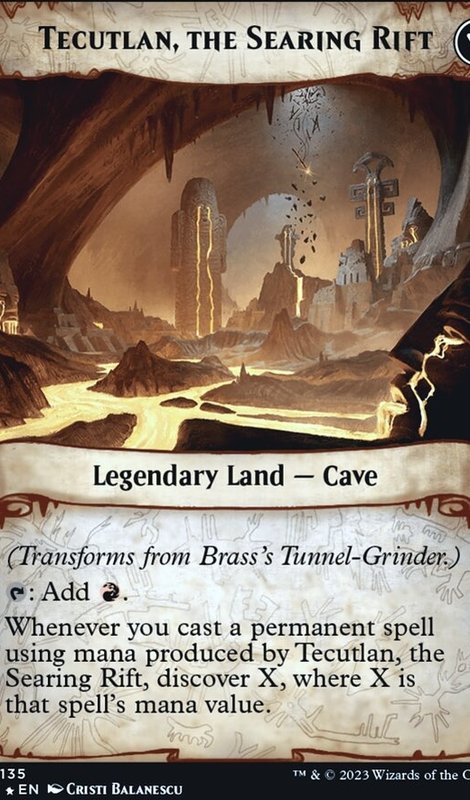 Tecutlan, the Searing Rift
Legendary Land — Cave
(Transforms from Brass's Tunnel-Grinder.)
: Add .
Whenever you cast a permanent spell
using mana produced by Tecutlan, the
Searing Rift, discover X, where X is
that spell's mana value.
135
EN Cristi Balanescu
™ & © 2023 Wizards of the C